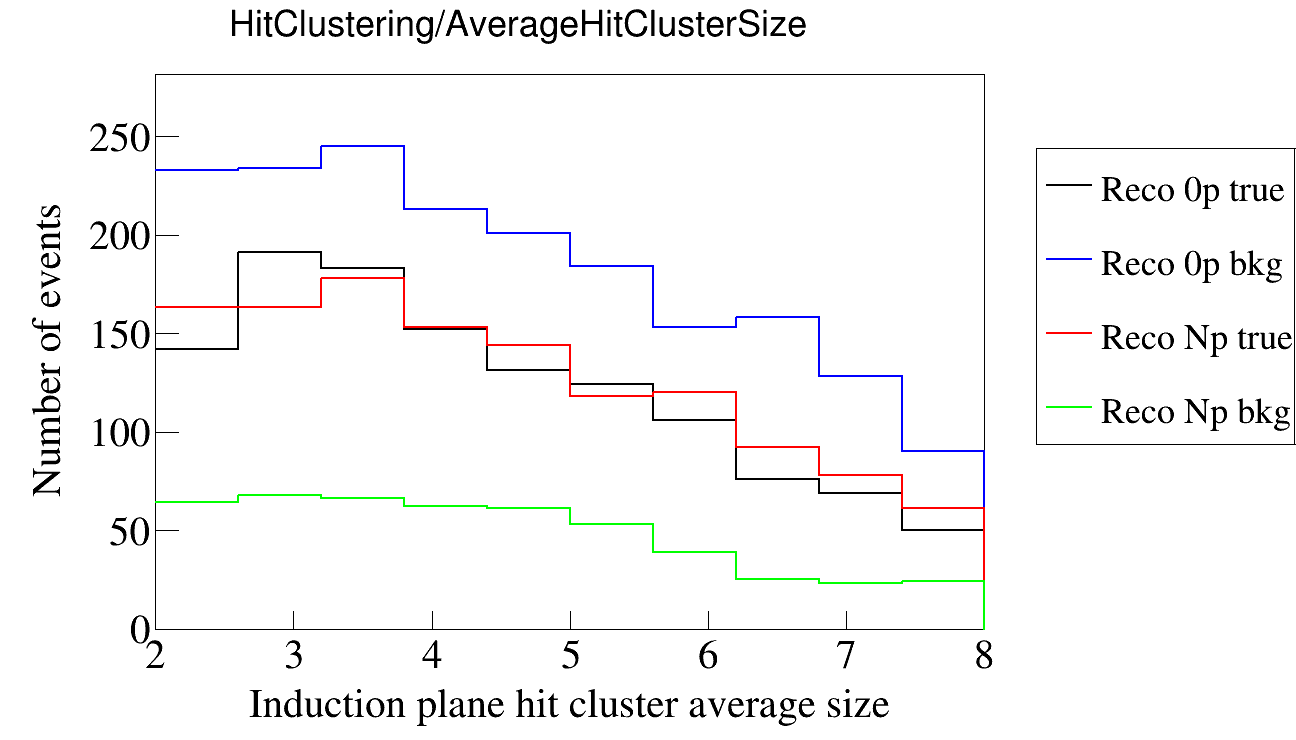 HitClustering/AverageHitClusterSize
250
200
150
100
50
0
Number of events
2 3 4 5 6 7 8
Induction plane hit cluster average size
Reco 0p true
Reco 0p bkg
Reco Np true
Reco Np bkg